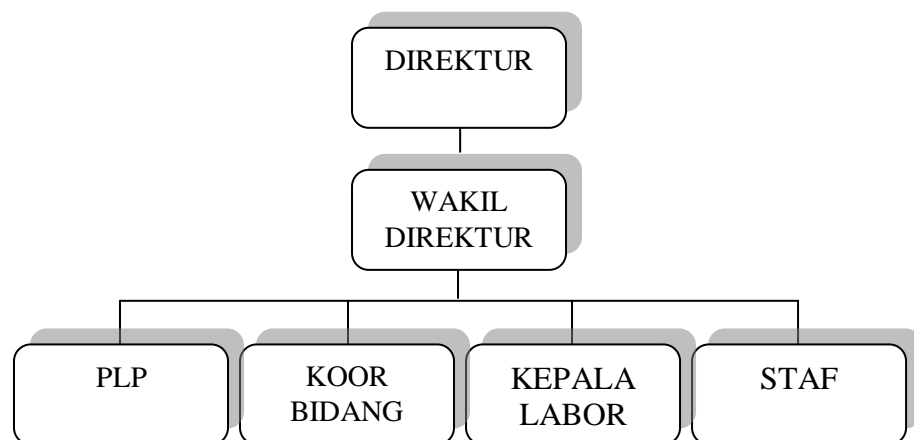 DIREKTUR
WAKIL
DIREKTUR
PLP
KOOR
BIDANG
KEPALA
LABOR
STAF